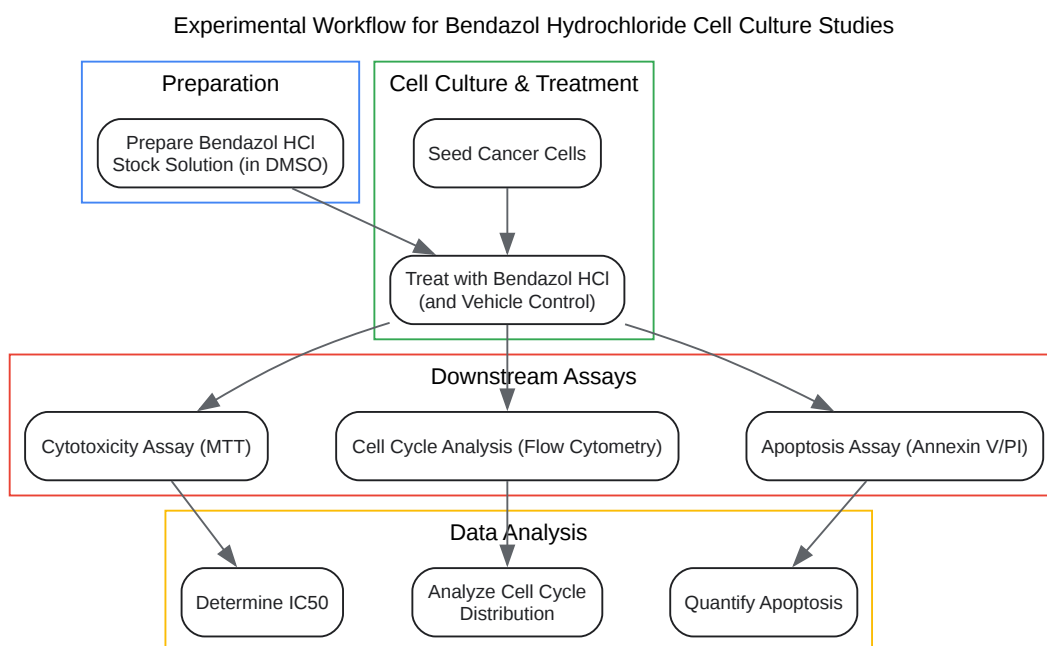 Experimental Workflow for Bendazol Hydrochloride Cell Culture Studies
Preparation
Cell Culture & Treatment
Prepare Bendazol HCl
Stock Solution (in DMSO)
Seed Cancer Cells
Treat with Bendazol HCl
(and Vehicle Control)
Downstream Assays
Cytotoxicity Assay (MTT)
Cell Cycle Analysis (Flow Cytometry)
Apoptosis Assay (Annexin V/PI)
Data Analysis
Determine IC50
Analyze Cell Cycle
Distribution
Quantify Apoptosis